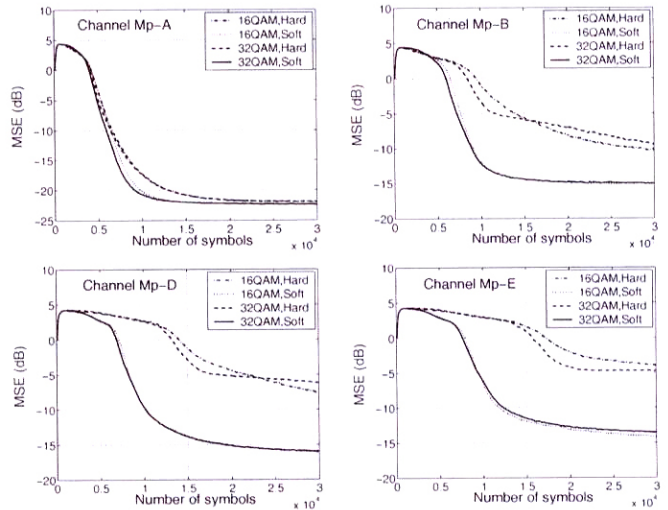 Channel Mp-A
16QAM,Hard
16QAM,Soft
32QAM,Hard
32QAM,Soft
MSE (dB)
10
5
0
-5
-10
-15
-20
-25
0
0.5
1
1.5
2
2.5
3
Number of symbols
x 10^4
Channel Mp-B
16QAM,Hard
16QAM,Soft
32QAM,Hard
32QAM,Soft
MSE (dB)
10
5
0
-5
-10
-15
-20
0
0.5
1
1.5
2
2.5
3
Number of symbols
x 10^4
Channel Mp-D
16QAM,Hard
16QAM,Soft
32QAM,Hard
32QAM,Soft
MSE (dB)
10
5
0
-5
-10
-15
-20
0
0.5
1
1.5
2
2.5
3
Number of symbols
x 10^4
Channel Mp-E
16QAM,Hard
16QAM,Soft
32QAM,Hard
32QAM,Soft
MSE (dB)
10
5
0
-5
-10
-15
-20
0
0.5
1
1.5
2
2.5
3
Number of symbols
x 10^4